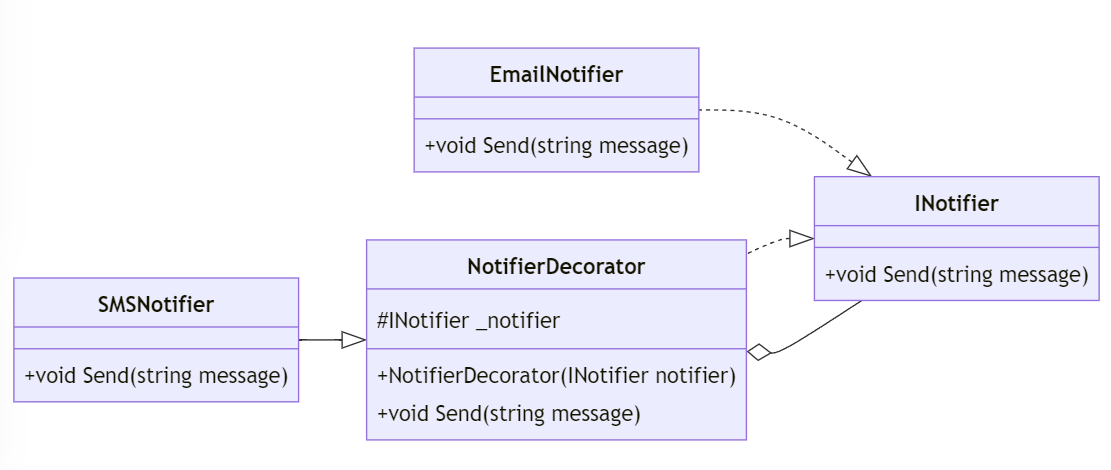 EmailNotifier
+void Send(string message)
INotifier
+void Send(string message)
NotifierDecorator
#INotifier _notifier
+NotifierDecorator(INotifier notifier)
+void Send(string message)
SMSNotifier
+void Send(string message)